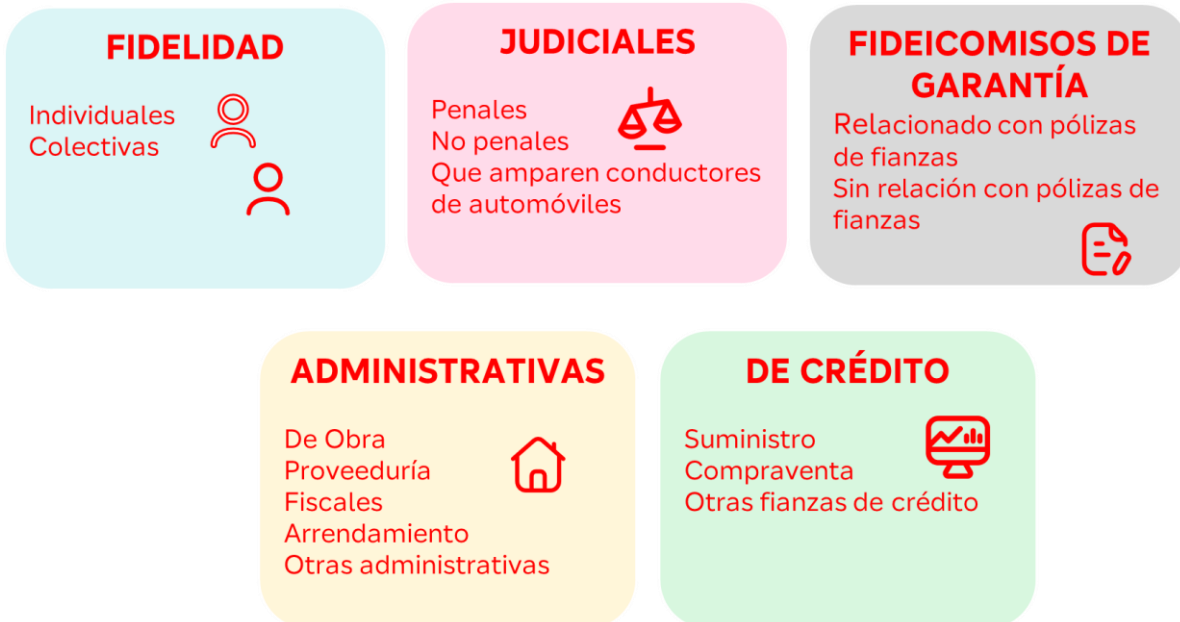 FIDELIDAD
Individuales
Colectivas
JUDICIALES
Penales
No penales
Que amparen conductores
de automóviles
FIDEICOMISOS DE
GARANTÍA
Relacionado con pólizas
de fianzas
Sin relación con pólizas de
fianzas
ADMINISTRATIVAS
De Obra
Proveeduría
Fiscales
Arrendamiento
Otras administrativas
DE CRÉDITO
Suministro
Compraventa
Otras fianzas de crédito